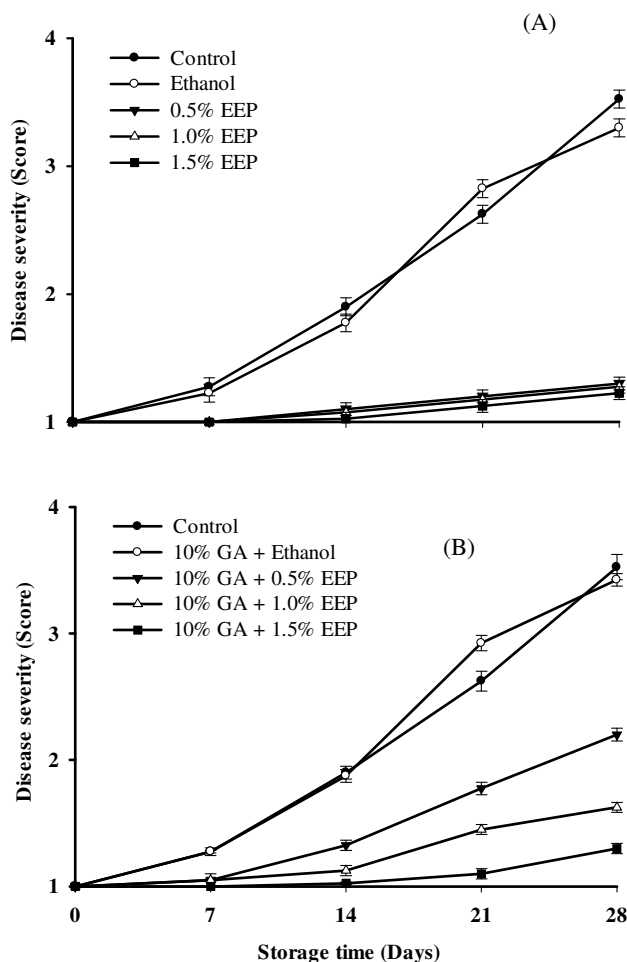 (A)
4
Control
Ethanol
0.5% EEP
1.0% EEP
1.5% EEP
3
2
1
Disease severity (Score)
4
Control
10% GA + Ethanol
10% GA + 0.5% EEP
10% GA + 1.0% EEP
10% GA + 1.5% EEP
(B)
3
2
1
Disease severity (Score)
0 7 14 21 28
Storage time (Days)